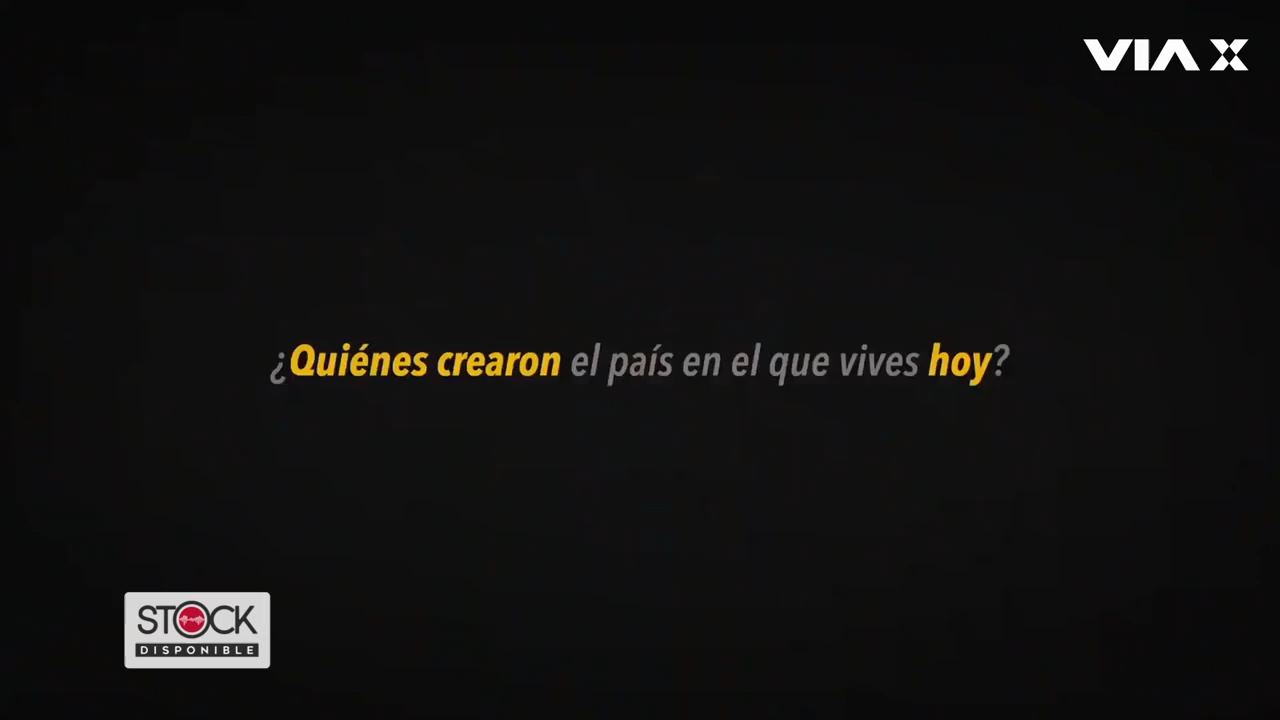 VIA X
¿Quiénes crearon el país en el que vives hoy?
STOCK
DISPONIBLE